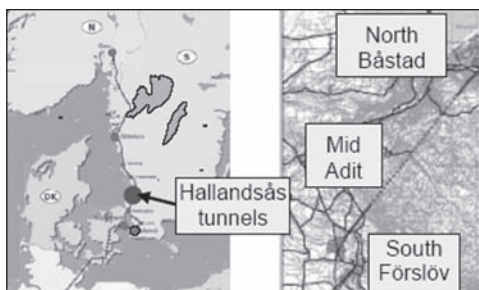 N
S
DK
Hallandsås
tunnels
North
Båstad
Mid
Adit
South
Förslöv